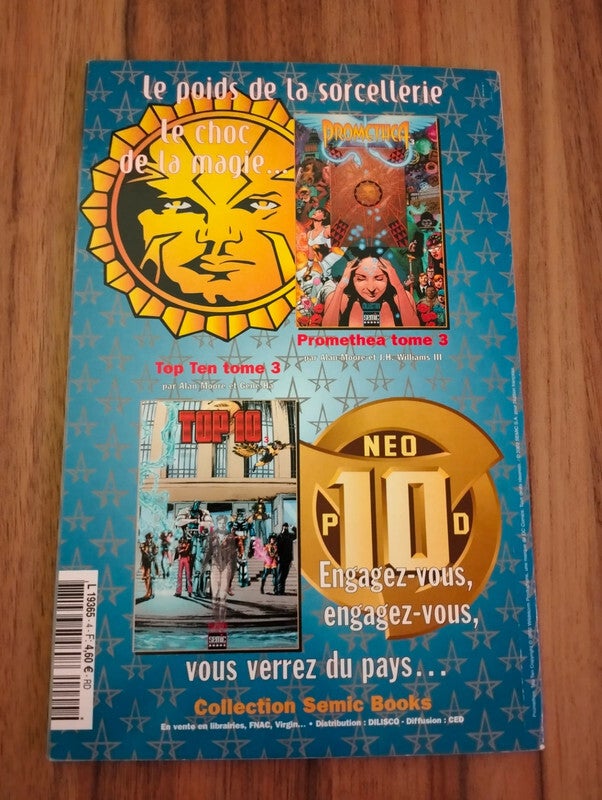 Le poids de la sorcellerie
Le choc
de la magie...
PROMETHEA
SEMIC
Promethea tome 3
par Alan Moore et J.H. Williams III
Top Ten tome 3
par Alan Moore et Gene Ha
TOP 10
SEMIC
NEO
P 10 D
Engagez-vous,
engagez-vous,
vous verrez du pays...
Collection Semic Books
En vente en librairies, FNAC, Virgin... • Distribution : DILISCO - Diffusion : CED
L 19365 - 4 - F: 4,60 € - RD